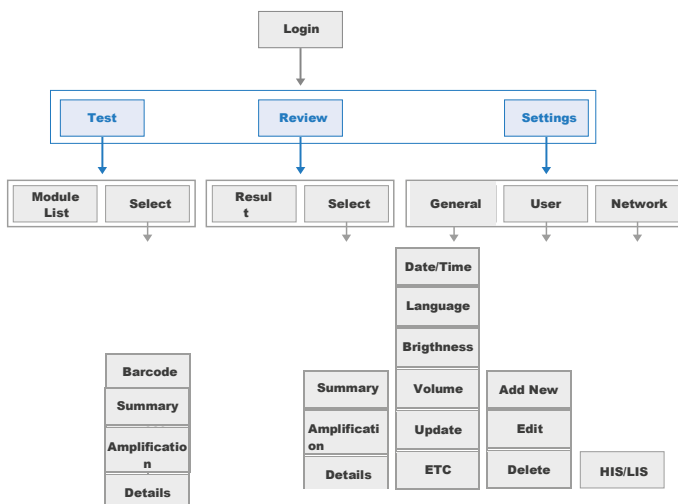 Login
Test
Review
Settings
Module
List
Select
Resul
t
Select
General
User
Network
Date/Time
Language
Brigthness
Barcode
Summary
Volume
Add New
Summary
Amplificatio
n
Amplificati
on
Update
Edit
Details
Details
ETC
Delete
HIS/LIS